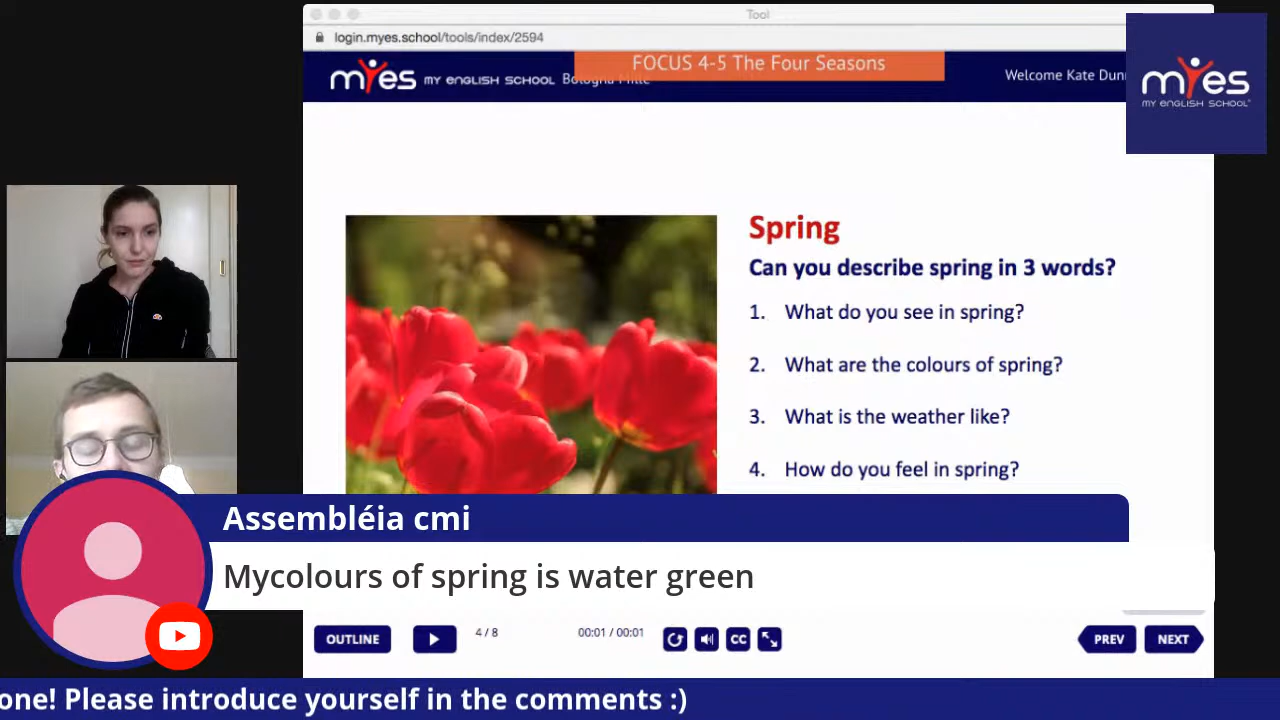 Tool
login.myes.school/tools/index/2594
FOCUS 4-5 The Four Seasons
myes MY ENGLISH SCHOOL
Welcome Kate Dun
myes
MY ENGLISH SCHOOL
Spring
Can you describe spring in 3 words?
1. What do you see in spring?
2. What are the colours of spring?
3. What is the weather like?
4. How do you feel in spring?
Assembléia cmi
Mycolours of spring is water green
OUTLINE
4 / 8
00:01 / 00:01
CC
PREV
NEXT
one! Please introduce yourself in the comments :)